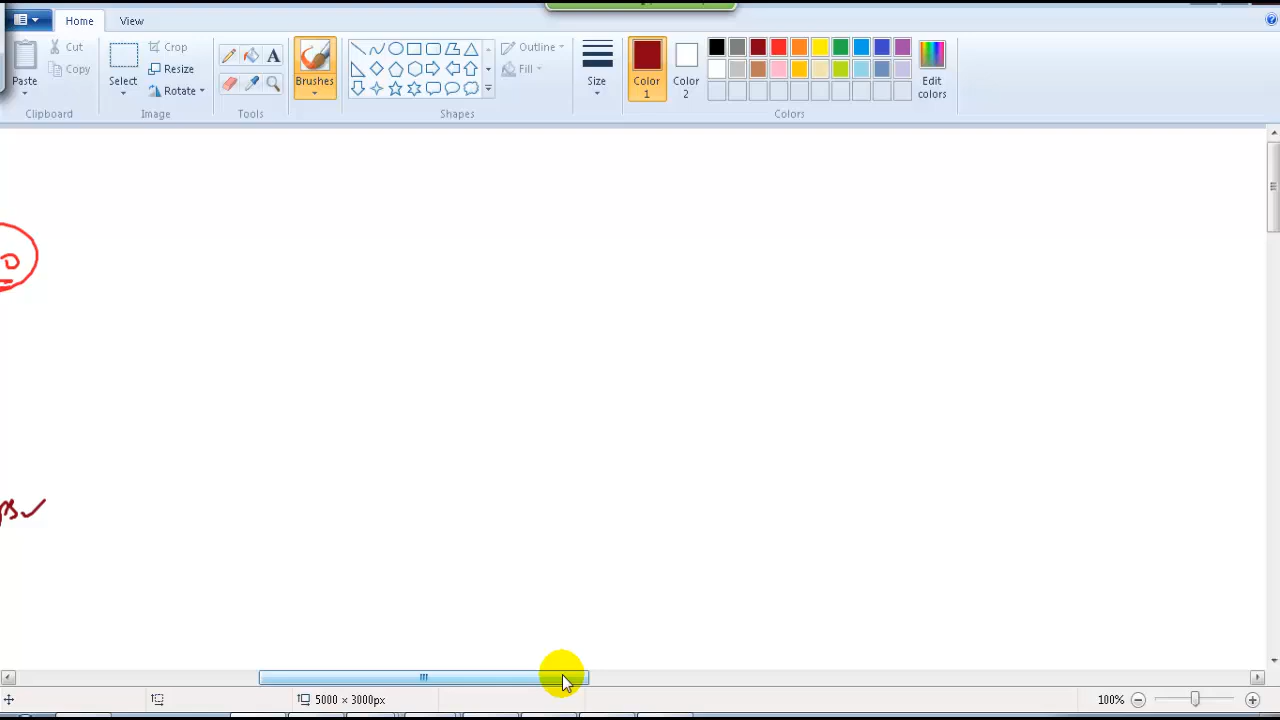 Home View
Cut
Copy
Paste
Clipboard
Select
Crop
Resize
Rotate
Image
A
Tools
Brushes
Outline
Fill
Shapes
Size
Color 1
Color 2
Edit colors
Colors
5000 × 3000px
100%